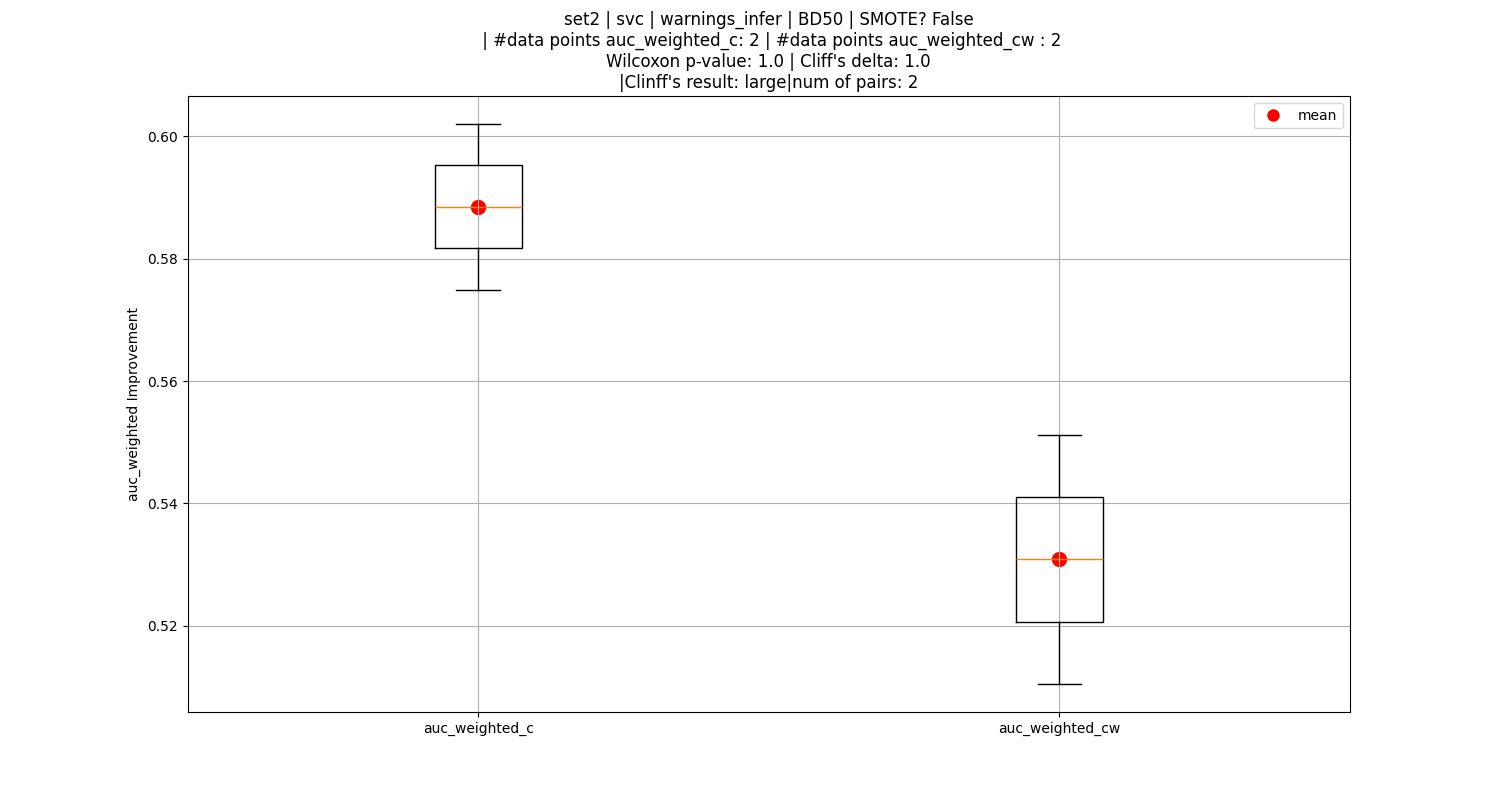 set2 | svc | warnings_infer | BD50 | SMOTE? False
| #data points auc_weighted_c: 2 | #data points auc_weighted_cw : 2
Wilcoxon p-value: 1.0 | Cliff's delta: 1.0
|Clinff's result: large|num of pairs: 2
mean
0.60
0.58
0.56
0.54
0.52
auc_weighted Improvement
auc_weighted_c
auc_weighted_cw